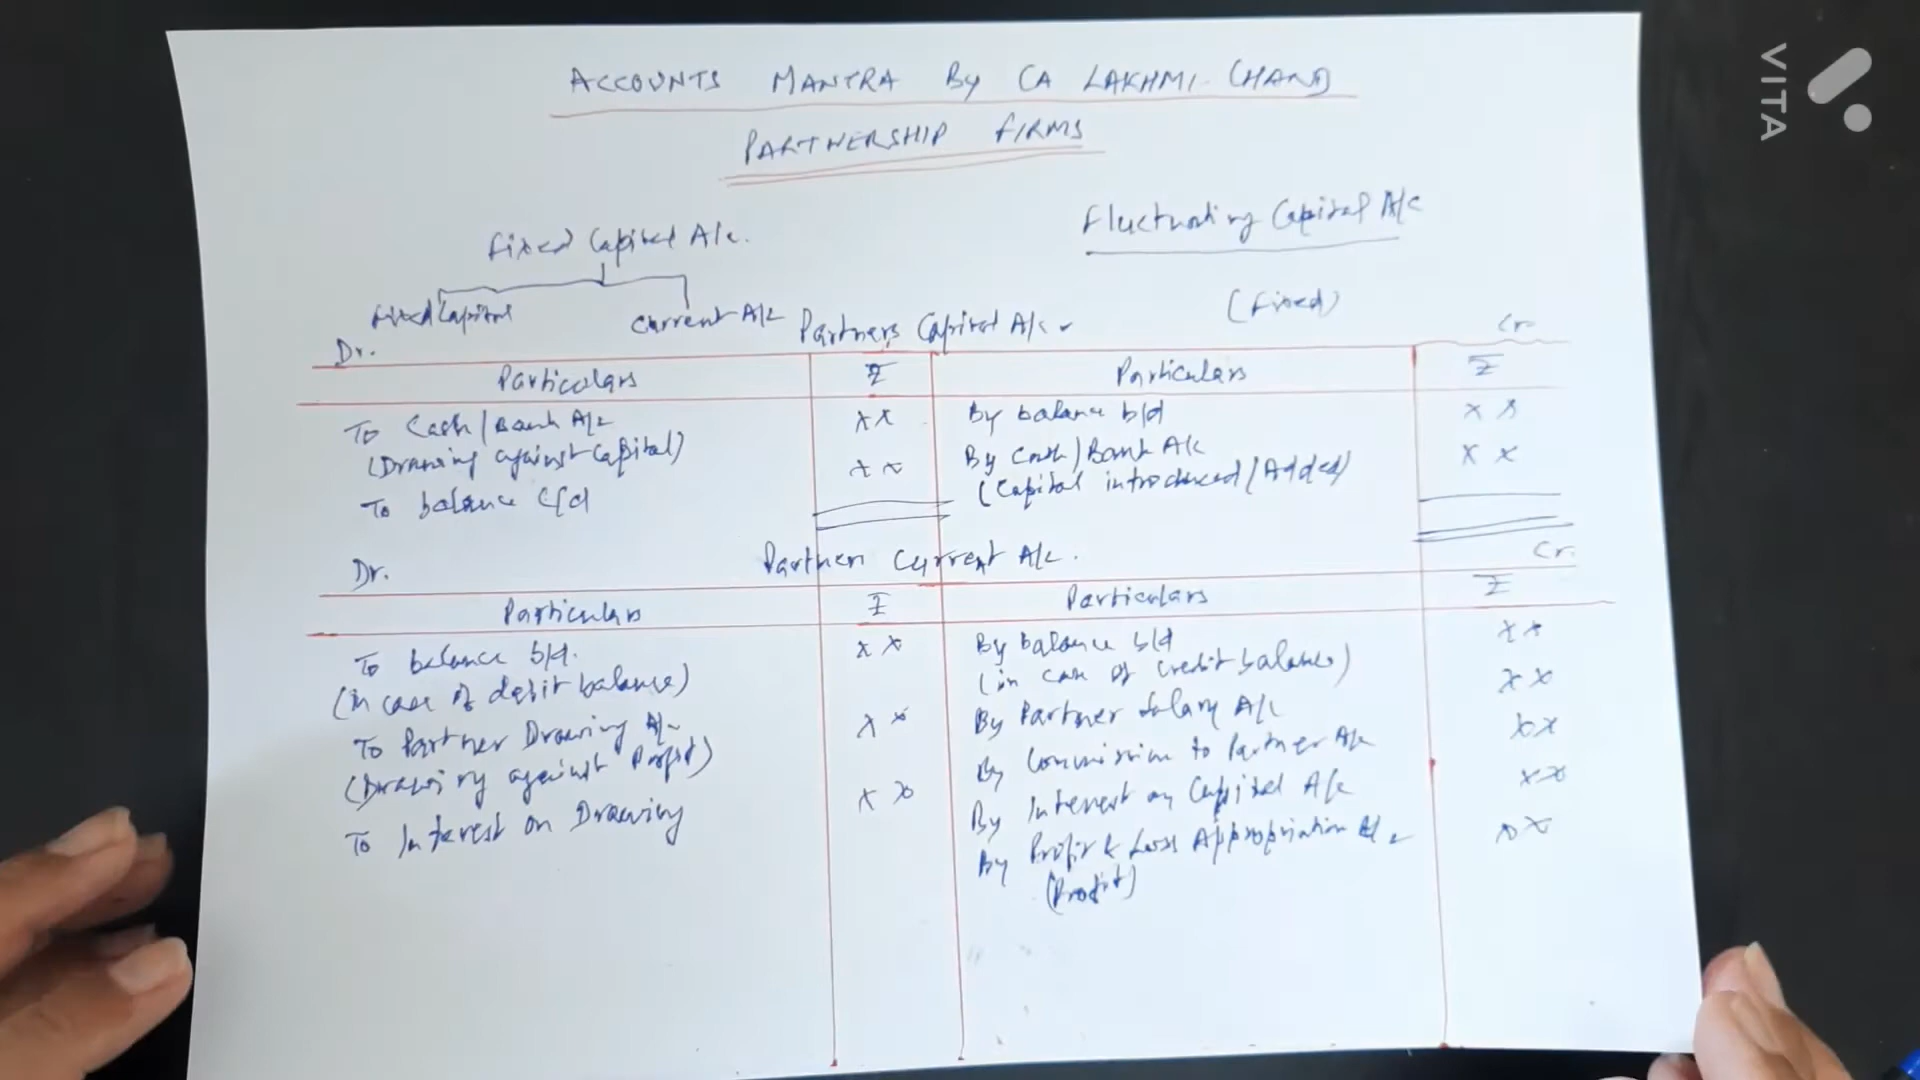 ACCOUNTS MANTRA By CA LAKHMI CHAND
PARTNERSHIP FIRMS
Fixed Capital A/c.
Fluctuating Capital A/c
Fixed Capital
Current A/c
Partners Capital A/c
(Fixed)
Dr.
Cr.
Particulars ₹ Particulars ₹
To Cash/Bank A/c xx By balance b/d xx
(Drawing against Capital) xx By Cash/Bank A/c xx
To balance c/d (Capital introduced/Added)
Dr. Partner Current A/c. Cr.
Particulars ₹ Particulars ₹
To balance b/d. xx By balance b/d xx
(in case of debit balance) (in case of credit balance) xx
To Partner Drawing A/c xx By Partner Salary A/c xx
(Drawing against Profit) By Commission to Partner A/c xx
To Interest on Drawing xx By Interest on Capital A/c xx
By Profit & Loss Appropriation A/c
(Profit)
VITA